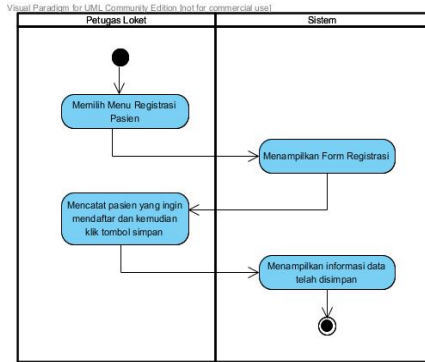 Visual Paradigm for UML Community Edition [not for commercial use]
Petugas Loket
Sistem
Memilih Menu Registrasi
Pasien
Menampilkan Form Registrasi
Mencatat pasien yang ingin
mendaftar dan kemudian
klik tombol simpan
Menampilkan informasi data
telah disimpan